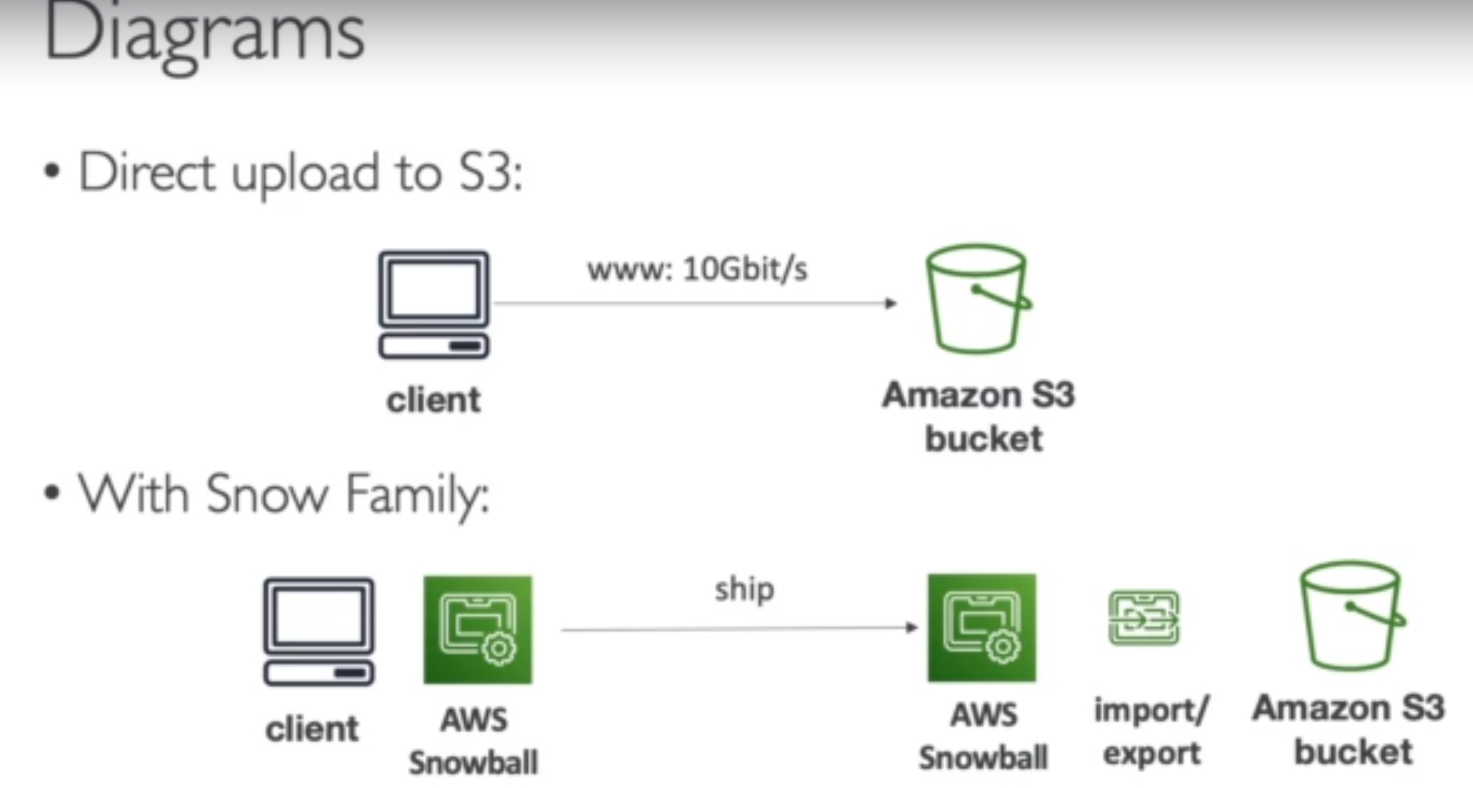 Diagrams
• Direct upload to S3:
www: 10Gbit/s
client
Amazon S3
bucket
• With Snow Family:
ship
client
AWS
Snowball
AWS
Snowball
import/
export
Amazon S3
bucket